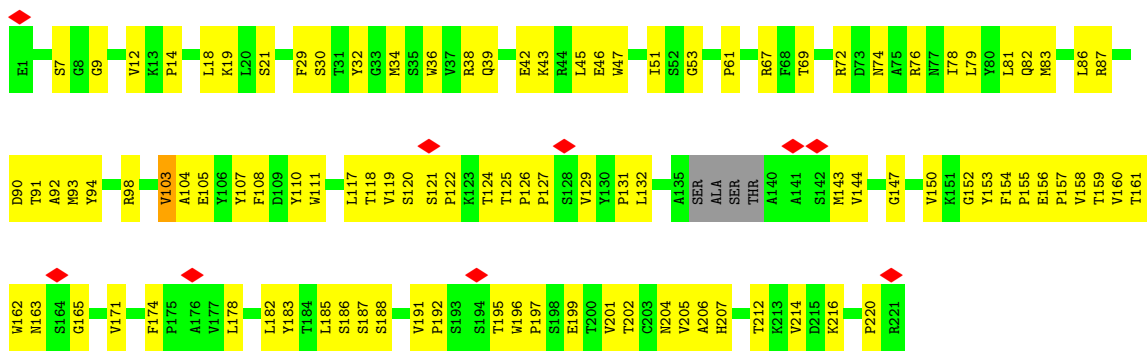 E1 S7 G8 G9 V12 K13 P14 L18 K19 L20 S21 F29 S30 T31 Y32 G33 M34 S35 W36 V37 R38 Q39 E42 K43 R44 L45 E46 W47 I51 S52 G53 P61 R67 F68 T69 R72 D73 N74 A75 R76 N77 I78 L79 Y80 L81 Q82 M83 L86 R87
D90 T91 A92 M93 Y94 R98 V103 A104 E105 Y106 Y107 F108 D109 Y110 W111 L117 T118 V119 S120 S121 P122 K123 T124 T125 P126 P127 S128 V129 Y130 P131 L132 A135 SER ALA SER THR A140 A141 S142 M143 V144 G147 V150 K151 G152 Y153 F154 P155 E156 P157 V158 T159 V160 T161
W162 N163 S164 G165 V171 F174 P175 A176 V177 L178 L182 Y183 T184 L185 S186 S187 S188 V191 P192 S193 S194 T195 W196 P197 S198 E199 T200 V201 T202 C203 N204 V205 A206 H207 T212 K213 V214 D215 K216 P220 R221